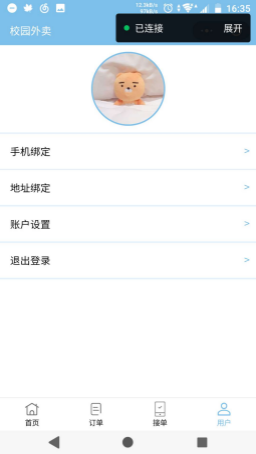 16:35
校园外卖
已连接
展开
手机绑定 >
地址绑定 >
账户设置 >
退出登录 >
首页
订单
接单
用户